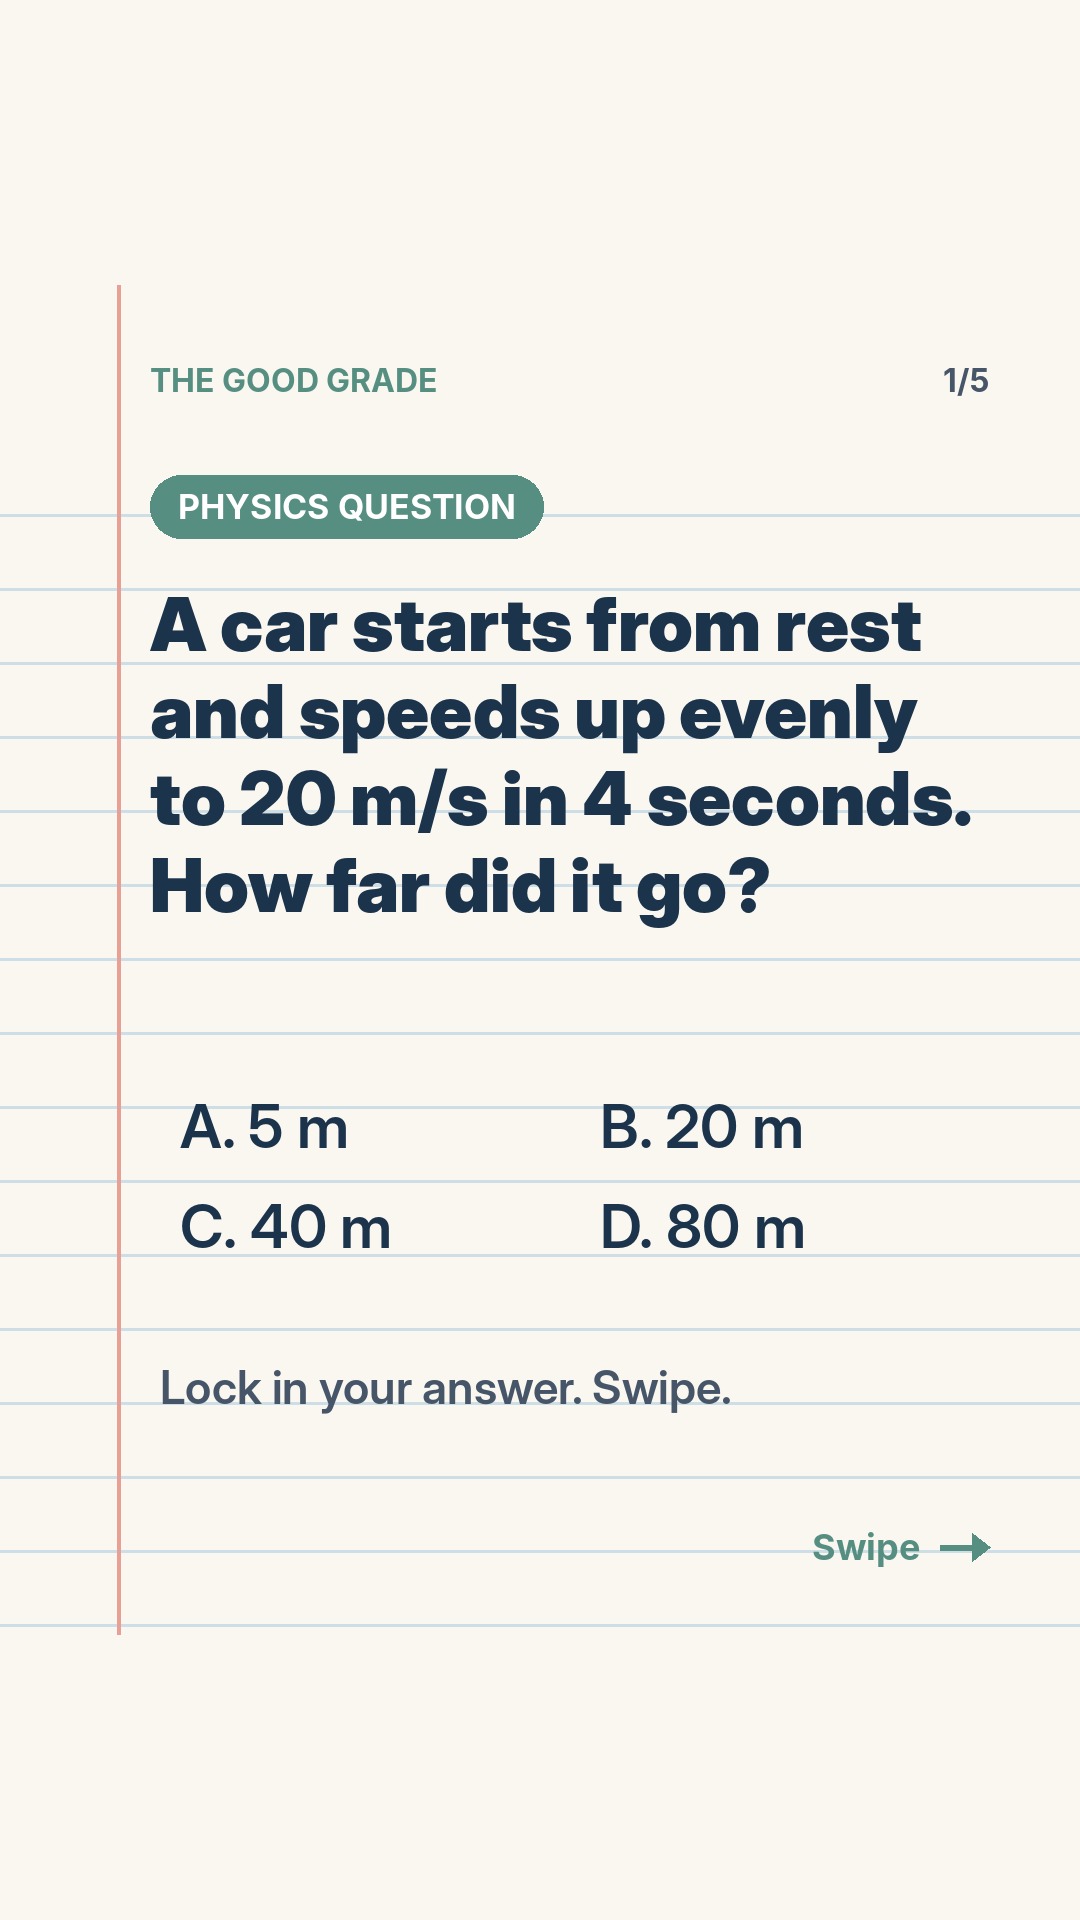 THE GOOD GRADE
1/5
PHYSICS QUESTION
A car starts from rest
and speeds up evenly
to 20 m/s in 4 seconds.
How far did it go?
A. 5 m
B. 20 m
C. 40 m
D. 80 m
Lock in your answer. Swipe.
Swipe